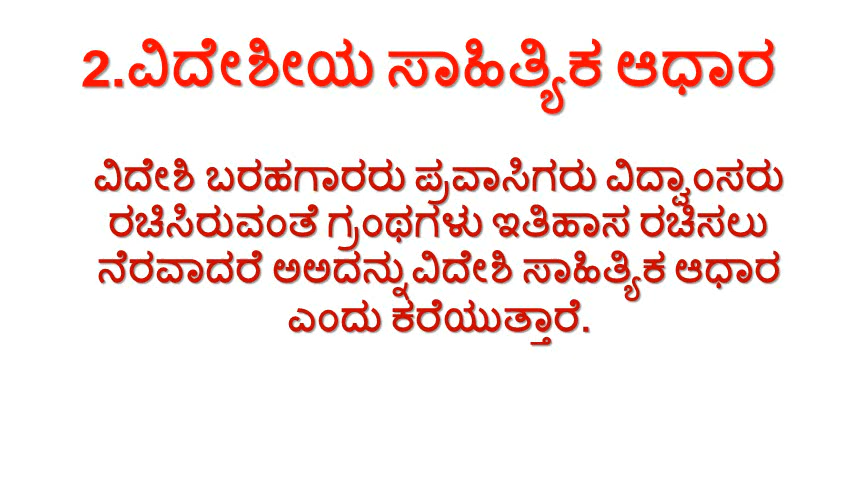 2.ವಿದೇಶೀಯ ಸಾಹಿತ್ಯಿಕ ಆಧಾರ
ವಿದೇಶಿ ಬರಹಗಾರರು ಪ್ರವಾಸಿಗರು ವಿದ್ವಾಂಸರು
ರಚಿಸಿರುವಂತೆ ಗ್ರಂಥಗಳು ಇತಿಹಾಸ ರಚಿಸಲು
ನೆರವಾದರೆ ಅಅದನ್ನು ವಿದೇಶಿ ಸಾಹಿತ್ಯಿಕ ಆಧಾರ
ಎಂದು ಕರೆಯುತ್ತಾರೆ.